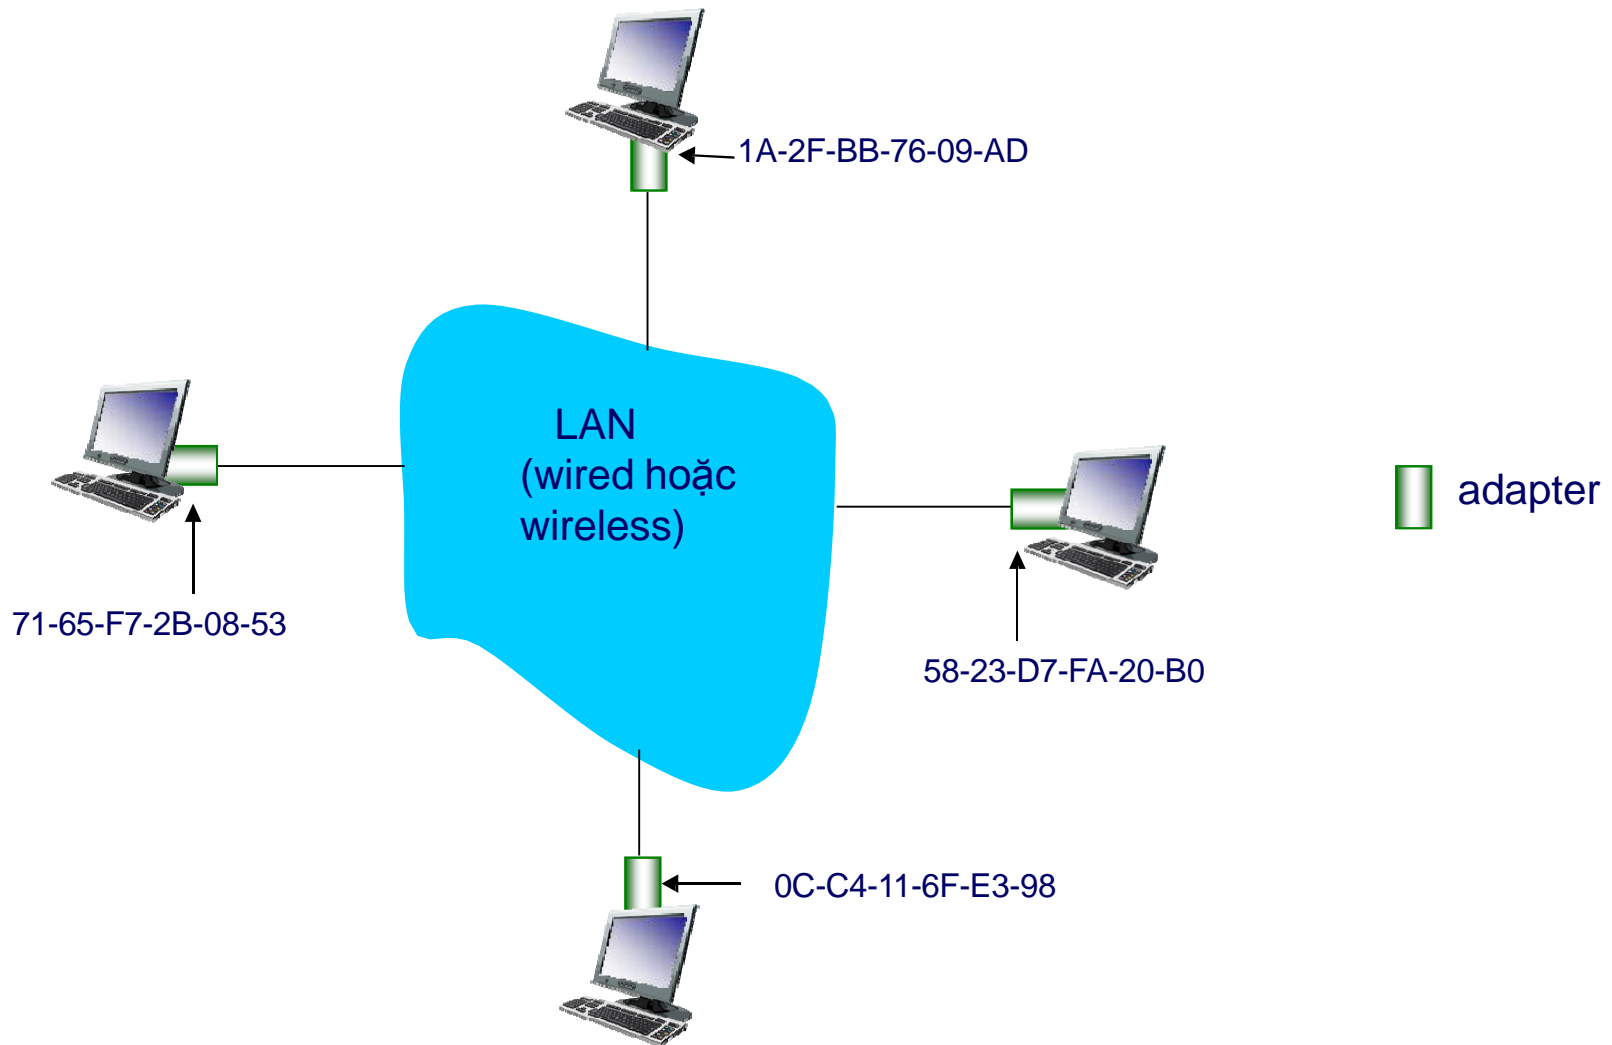 1A-2F-BB-76-09-AD
LAN
(wired hoặc
wireless)
adapter
71-65-F7-2B-08-53
58-23-D7-FA-20-B0
0C-C4-11-6F-E3-98